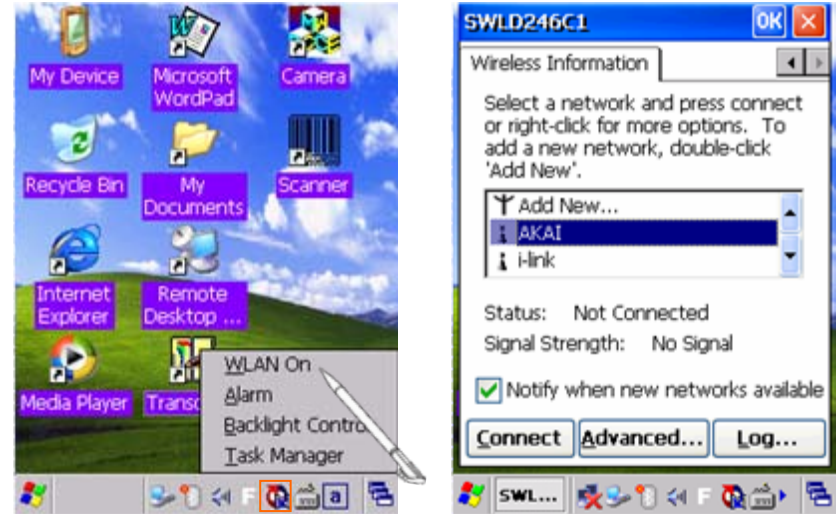 My Device
Microsoft
WordPad
Camera
Recycle Bin
My
Documents
Scanner
Internet
Explorer
Remote
Desktop ...
Media Player
Transc
WLAN On
Alarm
Backlight Contro
Task Manager
F
a
SWLD246C1
OK
Wireless Information
Select a network and press connect
or right-click for more options. To
add a new network, double-click
'Add New'.
Add New...
AKAI
i-link
Status: Not Connected
Signal Strength: No Signal
Notify when new networks available
Connect Advanced... Log...
SWL...
F